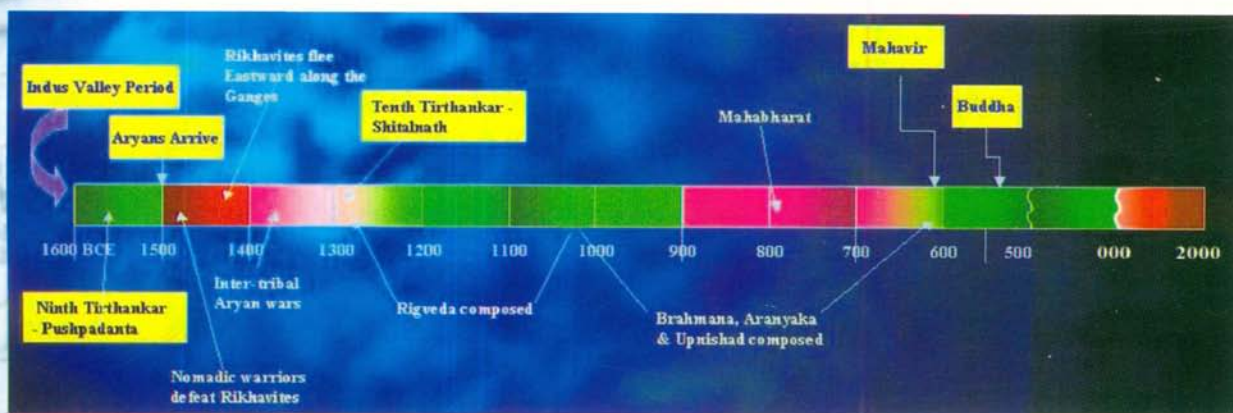 Rikhavites flee
Eastward along the
Ganges
Mahavir
Indus Valley Period
Tenth Tirthankar -
Shitalnath
Buddha
Aryans Arrive
Mahabharat
1600 BCE 1500 1400 1300 1200 1100 1000 900 800 700 600 500 000 2000
Ninth Tirthankar
- Pushpadanta
Inter-tribal
Aryan wars
Rigveda composed
Brahmana, Aranyaka
& Upnishad composed
Nomadic warriors
defeat Rikhavites